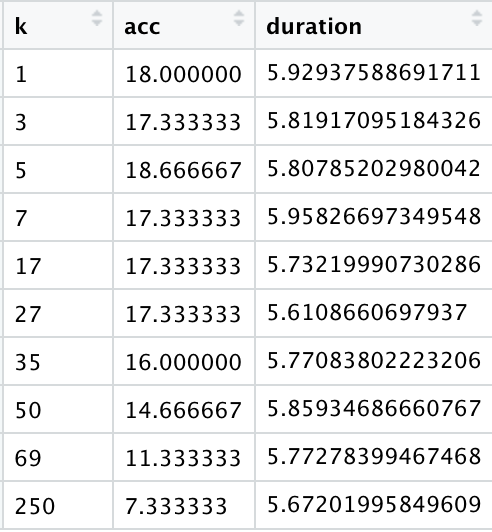 k acc duration
1 18.000000 5.92937588691711
3 17.333333 5.81917095184326
5 18.666667 5.80785202980042
7 17.333333 5.95826697349548
17 17.333333 5.73219990730286
27 17.333333 5.6108660697937
35 16.000000 5.77083802223206
50 14.666667 5.85934686660767
69 11.333333 5.77278399467468
250 7.333333 5.67201995849609